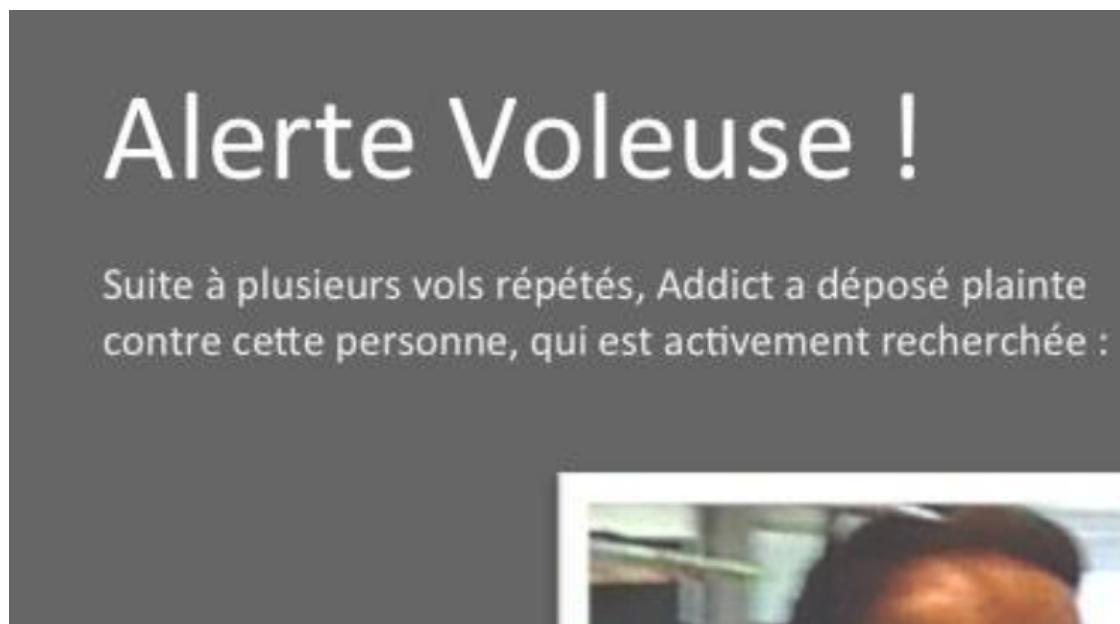 Alerte Voleuse !
Suite à plusieurs vols répétés, Addict a déposé plainte
contre cette personne, qui est activement recherchée :